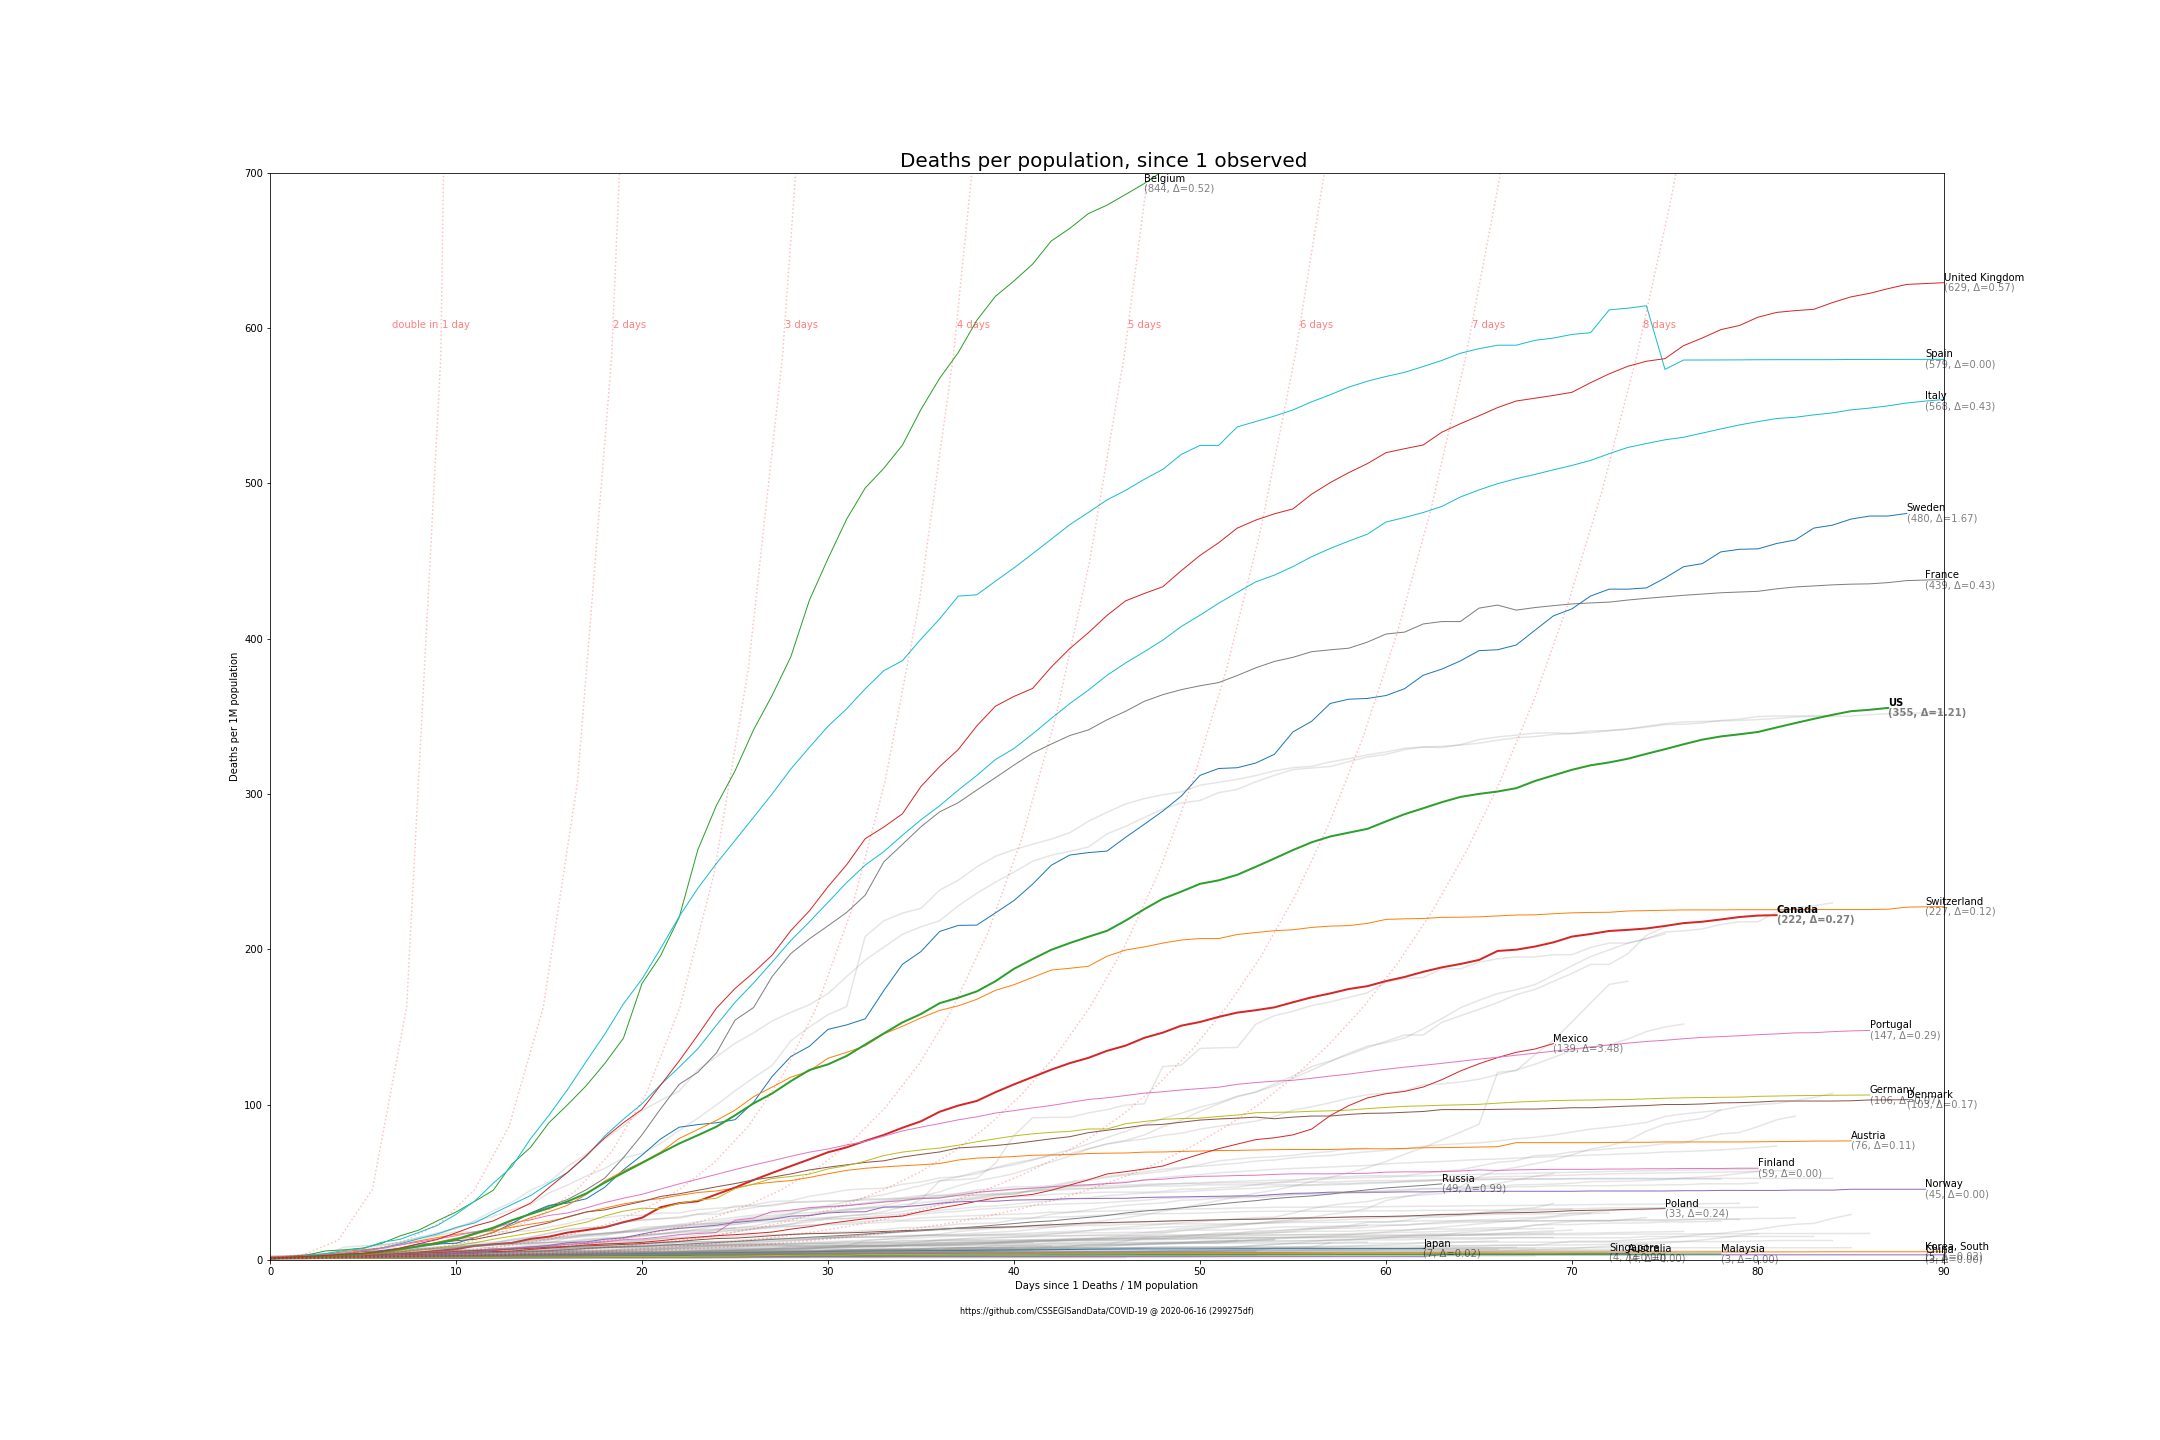 Deaths per population, since 1 observed
700
600
500
400
300
200
100
0
Deaths per 1M population
Belgium
(844, Δ=0.52)
United Kingdom
(629, Δ=0.57)
double in 1 day
2 days
3 days
4 days
5 days
6 days
7 days
8 days
Spain
(579, Δ=0.00)
Italy
(568, Δ=0.43)
Sweden
(480, Δ=1.67)
France
(439, Δ=0.43)
US
(355, Δ=1.21)
Switzerland
(227, Δ=0.12)
Canada
(222, Δ=0.27)
Portugal
(147, Δ=0.29)
Mexico
(139, Δ=3.48)
Germany
Denmark
(103, Δ=0.17)
Austria
(76, Δ=0.11)
Finland
(59, Δ=0.00)
Russia
(49, Δ=0.99)
Norway
(45, Δ=0.00)
Poland
(33, Δ=0.24)
Japan
(7, Δ=0.02)
Singapore
Australia
Malaysia
(3, Δ=0.00)
Korea, South
0
10
20
30
40
50
60
70
80
90
Days since 1 Deaths / 1M population
https://github.com/CSSEGISandData/COVID-19 @ 2020-06-16 (299275df)